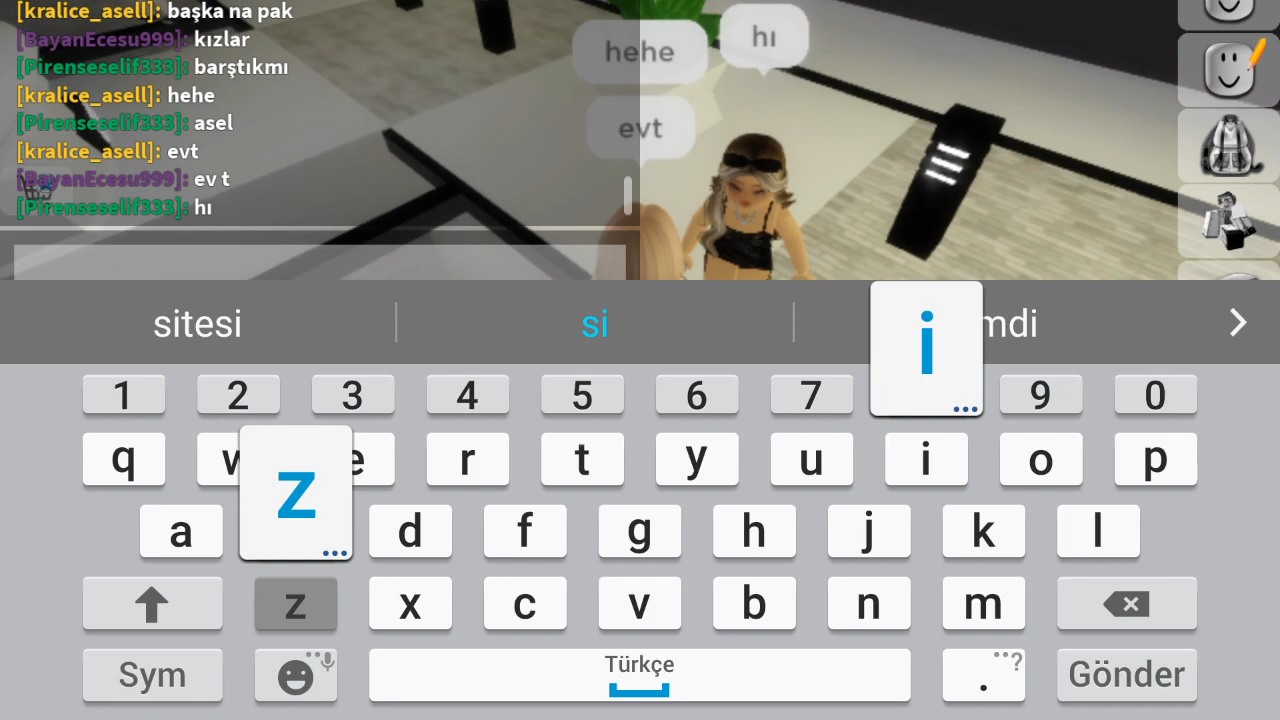 [kralice_asell]: başka na pak
[BayanEcesu999]: kızlar
[Pirenseselif333]: barştıkmı
[kralice_asell]: hehe
[Pirenseselif333]: asel
[kralice_asell]: evt
[BayanEcesu999]: ev t
[Pirenseselif333]: hı
hehe
hı
evt
sitesi si mdi
i
1 2 3 4 5 6 7 9 0
q w e r t y u i o p
z
a d f g h j k l
z x c v b n m
Sym Türkçe . ? Gönder